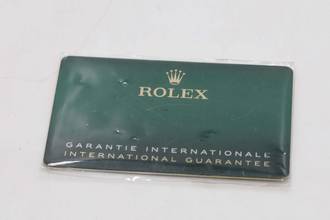 ROLEX
GARANTIE INTERNATIONALE
INTERNATIONAL GUARANTEE